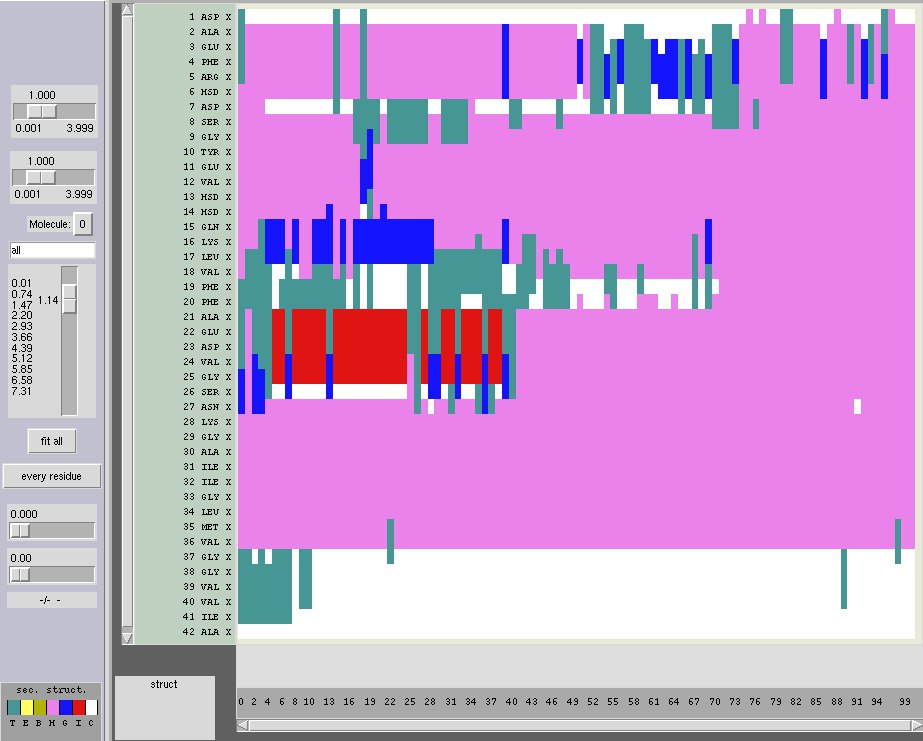 1.000
0.001 3.999
1.000
0.001 3.999
Molecule: 0
all
0.01
0.74
1.47
2.20
2.93
3.66
4.39
5.12
5.85
6.58
7.31
1.14
fit all
every residue
0.000
0.00
-/- -
sec. struct.
T E B H G I C
1 ASP X
2 ALA X
3 GLU X
4 PHE X
5 ARG X
6 HSD X
7 ASP X
8 SER X
9 GLY X
10 TYR X
11 GLU X
12 VAL X
13 HSD X
14 HSD X
15 GLN X
16 LYS X
17 LEU X
18 VAL X
19 PHE X
20 PHE X
21 ALA X
22 GLU X
23 ASP X
24 VAL X
25 GLY X
26 SER X
27 ASN X
28 LYS X
29 GLY X
30 ALA X
31 ILE X
32 ILE X
33 GLY X
34 LEU X
35 MET X
36 VAL X
37 GLY X
38 GLY X
39 VAL X
40 VAL X
41 ILE X
42 ALA X
struct
0 2 4 7 8 10 13 16 19 22 25 28 31 34 37 40 43 46 49 52 55 58 61 64 67 70 73 76 79 82 85 88 91 94 99